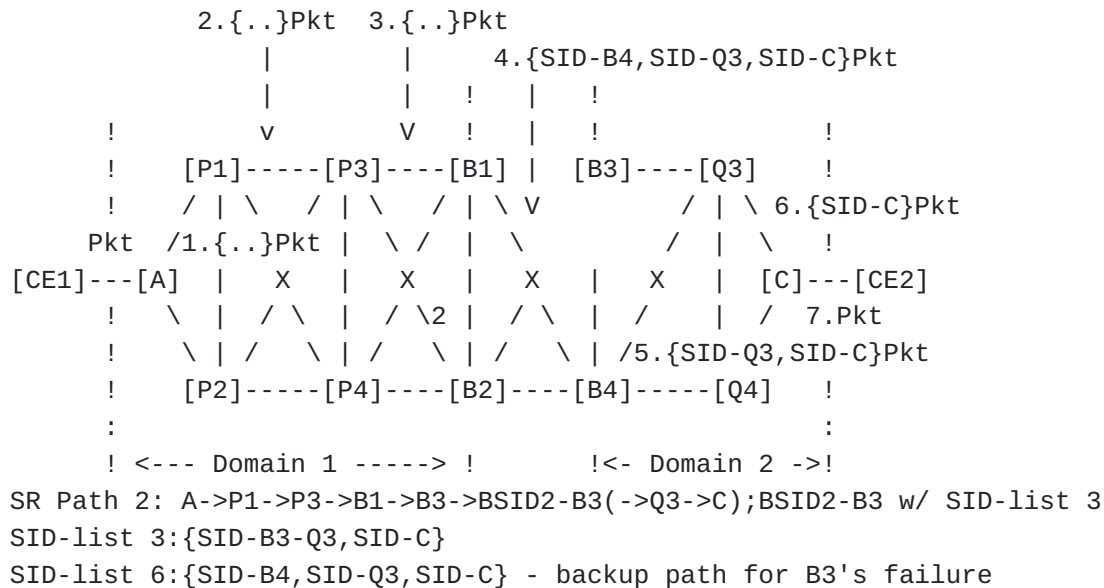 2.{..}Pkt  3.{..}Pkt
|         |      4.{SID-B4,SID-Q3,SID-C}Pkt
|         |   !   |   !
!          v         V   !   |   !                !
!     [P1]-----[P3]----[B1] |  [B3]----[Q3]     !
!     / | \   / | \   / | \ V          / | \ 6.{SID-C}Pkt
Pkt  /1.{..}Pkt |  \ /  |  \          /  |  \   !
[CE1]---[A]  |   X   |   X   |   X   |   X   |  [C]---[CE2]
!   \  |  / \  |  / \2 |  / \  |  /     |  /  7.Pkt
!    \ | /   \ | /   \ | /   \ | /5.{SID-Q3,SID-C}Pkt
!     [P2]-----[P4]----[B2]----[B4]-----[Q4]   !
:                                              :
! <--- Domain 1 -----> !       !<- Domain 2 ->!
SR Path 2: A->P1->P3->B1->B3->BSID2-B3(->Q3->C);BSID2-B3 w/ SID-list 3
SID-list 3:{SID-B3-Q3,SID-C}
SID-list 6:{SID-B4,SID-Q3,SID-C} - backup path for B3's failure